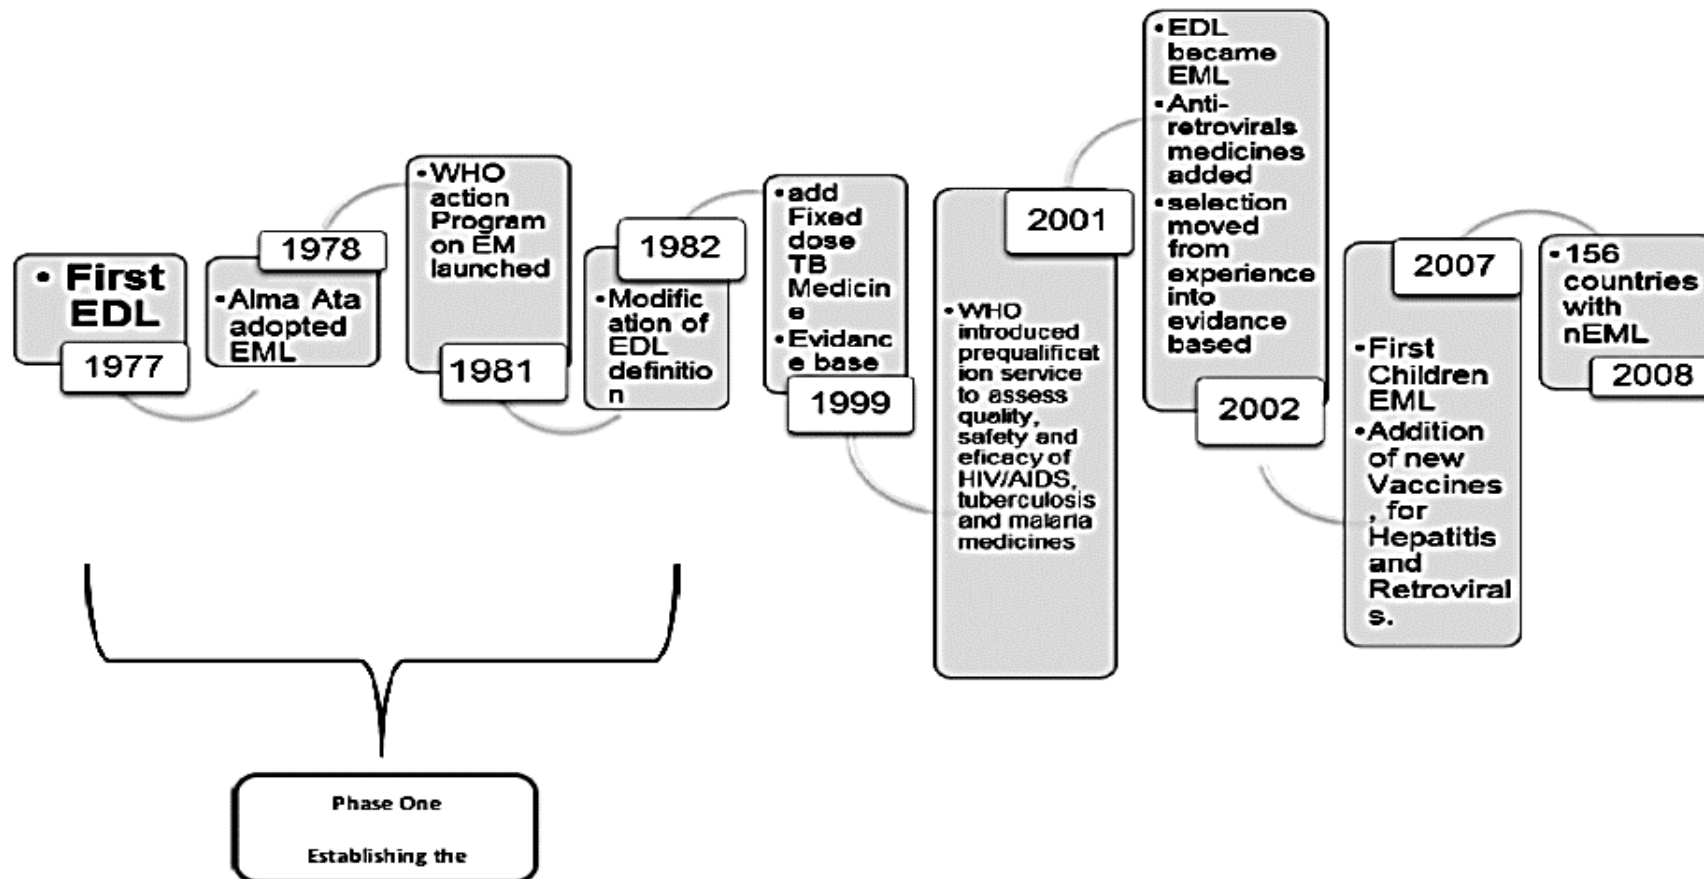 • First
EDL
1977
1978
• Alma Ata
adopted
EML
• WHO
action
Program
on EM
launched
1981
1982
• Modific
ation of
EDL
definitio
n
• add
Fixed
dose
TB
Medicin
e
• Evidanc
e base
1999
2001
• WHO
introduced
prequalificat
ion service
to assess
quality,
safety and
eficacy of
HIV/AIDS,
tuberculosis
and malaria
medicines
• EDL
became
EML
• Anti-
retrovirals
medicines
added
• selection
moved
from
experience
into
evidance
based
2002
2007
• First
Children
EML
• Addition
of new
Vaccines
, for
Hepatitis
and
Retroviral
s.
• 156
countries
with
nEML
2008
Phase One
Establishing the